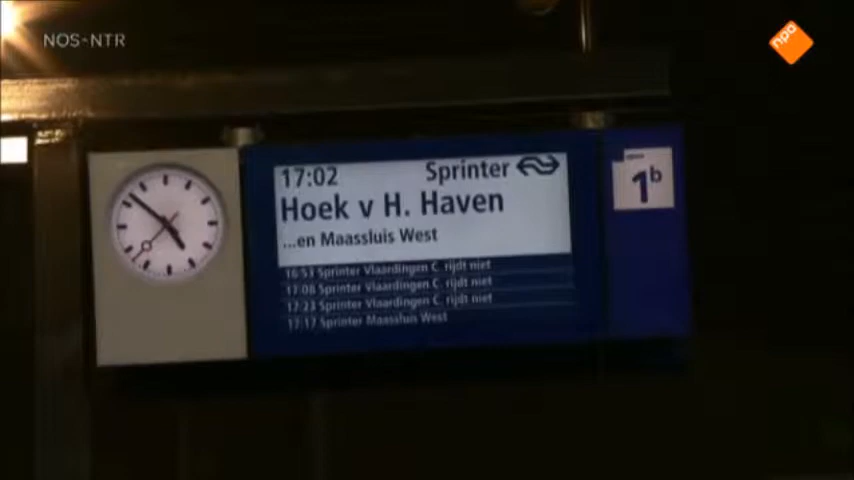 NOS-NTR
npo
17:02 Sprinter
Hoek v H. Haven
...en Maassluis West
16:53 Sprinter Vlaardingen C. rijdt niet
17:08 Sprinter Vlaardingen C. rijdt niet
17:23 Sprinter Vlaardingen C. rijdt niet
17:17 Sprinter Maassluis West
1b